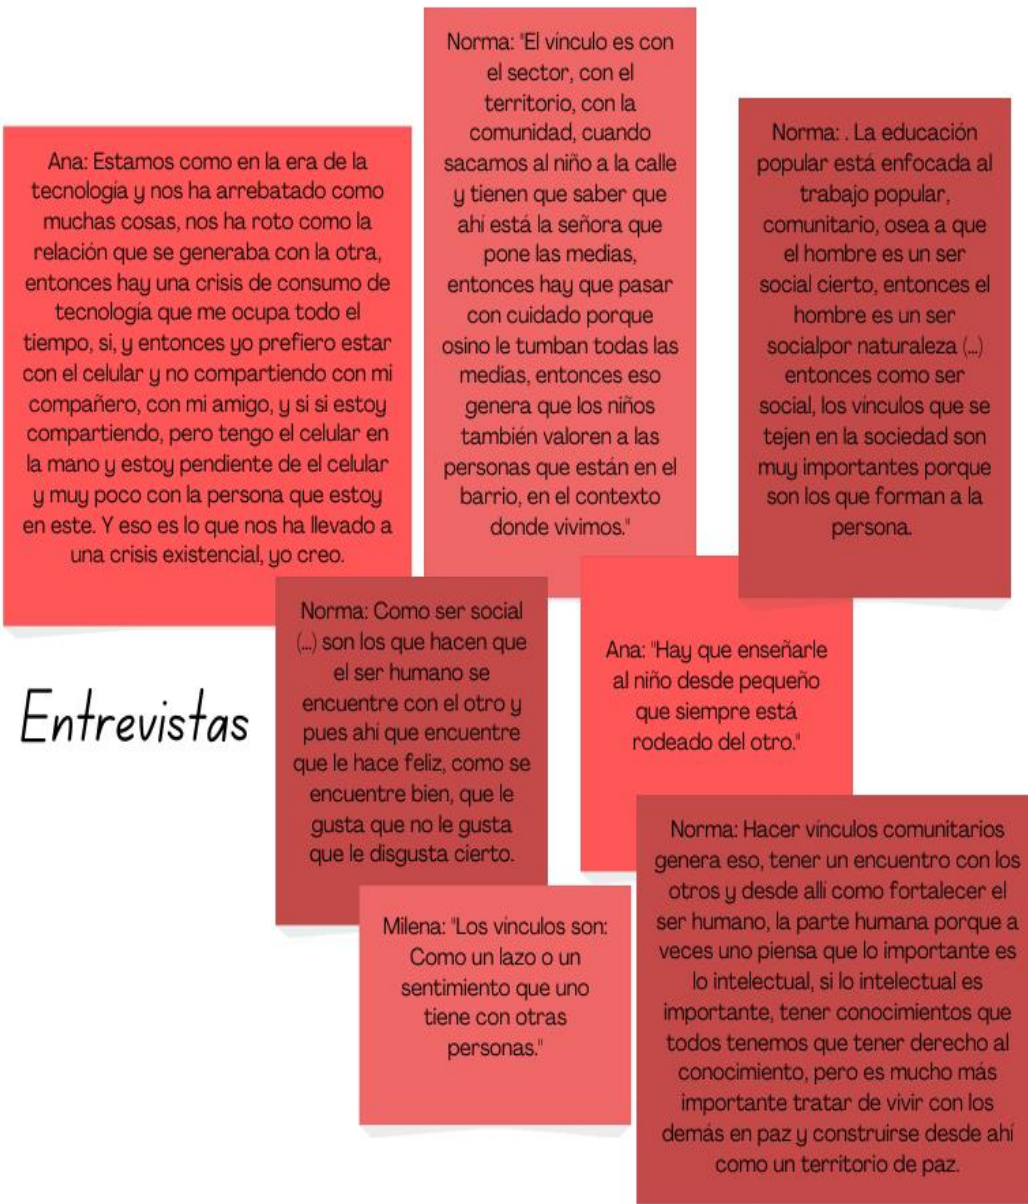 Ana: Estamos como en la era de la
tecnología y nos ha arrebatado como
muchas cosas, nos ha roto como la
relación que se generaba con la otra,
entonces hay una crisis de consumo de
tecnología que me ocupa todo el
tiempo, si, y entonces yo prefiero estar
con el celular y no compartiendo con mi
compañero, con mi amigo, y si si estoy
compartiendo, pero tengo el celular en
la mano y estoy pendiente de el celular
y muy poco con la persona que estoy
en este. Y eso es lo que nos ha llevado a
una crisis existencial, yo creo.
Norma: "El vínculo es con
el sector, con el
territorio, con la
comunidad, cuando
sacamos al niño a la calle
y tienen que saber que
ahí está la señora que
pone las medias,
entonces hay que pasar
con cuidado porque
osino le tumban todas las
medias, entonces eso
genera que los niños
también valoren a las
personas que están en el
barrio, en el contexto
donde vivimos."
Norma: . La educación
popular está enfocada al
trabajo popular,
comunitario, osea a que
el hombre es un ser
social cierto, entonces el
hombre es un ser
socialpor naturaleza (...)
entonces como ser
social, los vínculos que se
tejen en la sociedad son
muy importantes porque
son los que forman a la
persona.
Entrevistas
Norma: Como ser social
(...) son los que hacen que
el ser humano se
encuentre con el otro y
pues ahí que encuentre
que le hace feliz, como se
encuentre bien, que le
gusta que no le gusta
que le disgusta cierto.
Ana: "Hay que enseñarle
al niño desde pequeño
que siempre está
rodeado del otro."
Milena: "Los vínculos son:
Como un lazo o un
sentimiento que uno
tiene con otras
personas."
Norma: Hacer vínculos comunitarios
genera eso, tener un encuentro con los
otros y desde allí como fortalecer el
ser humano, la parte humana porque a
veces uno piensa que lo importante es
lo intelectual, si lo intelectual es
importante, tener conocimientos que
todos tenemos que tener derecho al
conocimiento, pero es mucho más
importante tratar de vivir con los
demás en paz y construirse desde ahí
como un territorio de paz.